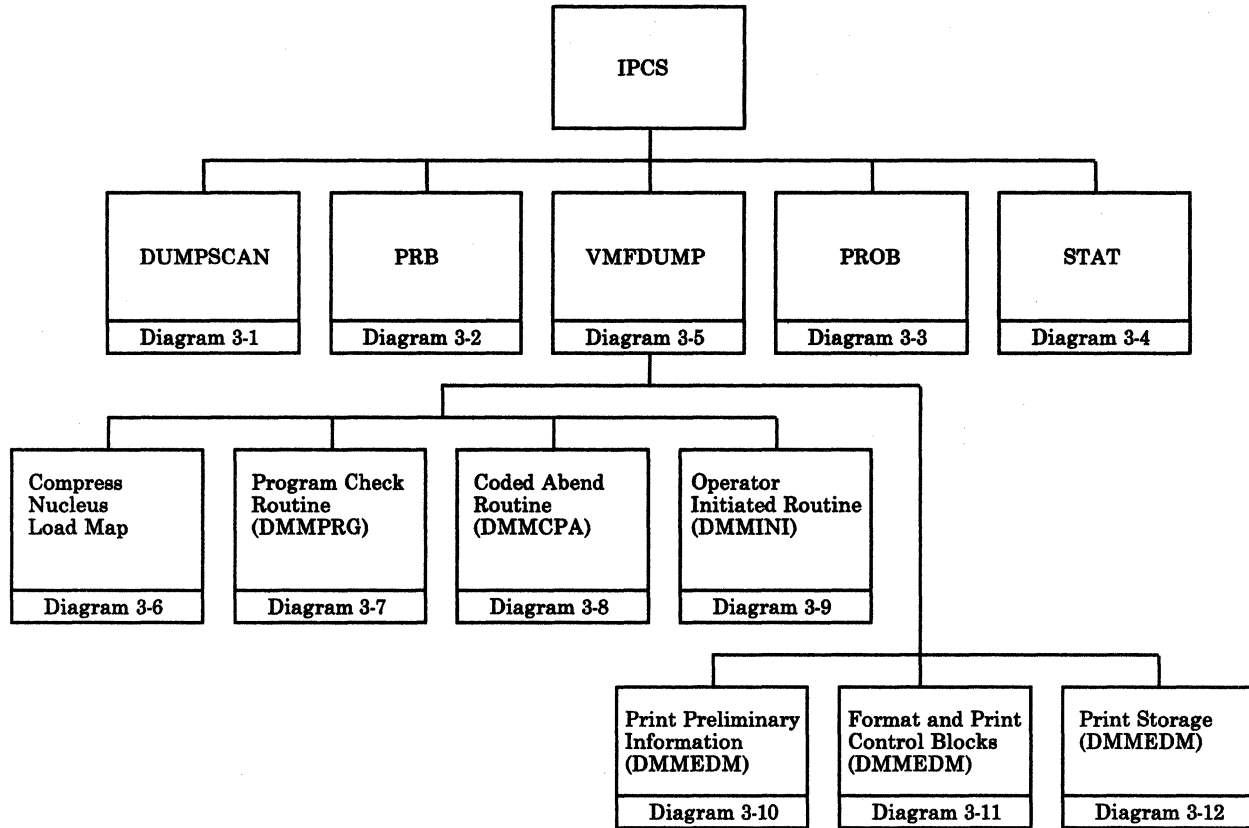 IPCS
DUMPSCAN
Diagram 3-1
PRB
Diagram 3-2
VMFDUMP
Diagram 3-5
PROB
Diagram 3-3
STAT
Diagram 3-4
Compress
Nucleus
Load Map
Diagram 3-6
Program Check
Routine
(DMMPRG)
Diagram 3-7
Coded Abend
Routine
(DMMCPA)
Diagram 3-8
Operator
Initiated Routine
(DMMINI)
Diagram 3-9
Print Preliminary
Information
(DMMEDM)
Diagram 3-10
Format and Print
Control Blocks
(DMMEDM)
Diagram 3-11
Print Storage
(DMMEDM)
Diagram 3-12